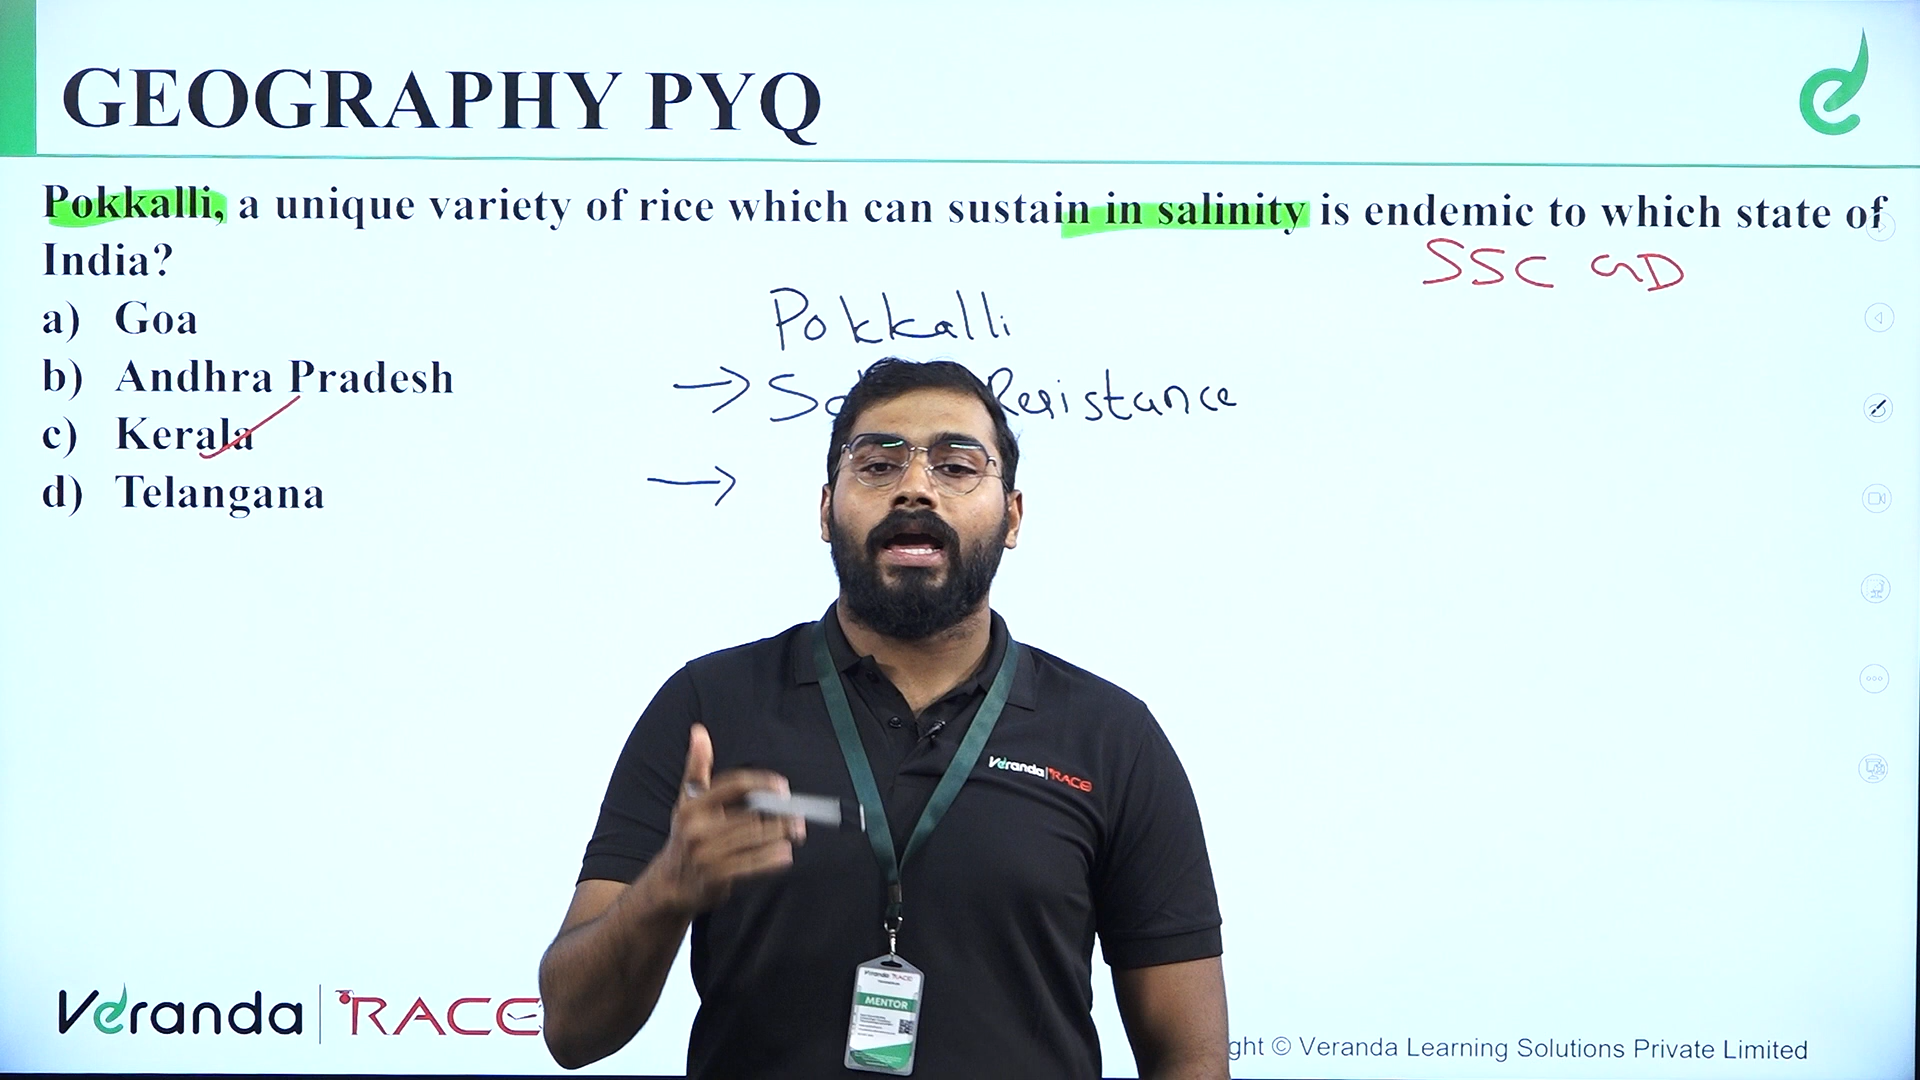 GEOGRAPHY PYQ
Pokkalli, a unique variety of rice which can sustain in salinity is endemic to which state of
India?
SSC GD
a) Goa
b) Andhra Pradesh
c) Kerala
d) Telangana
Pokkalli
→ Resistance
→
Veranda|RACE
Veranda RACE
MENTOR
Veranda | RACE
ght © Veranda Learning Solutions Private Limited